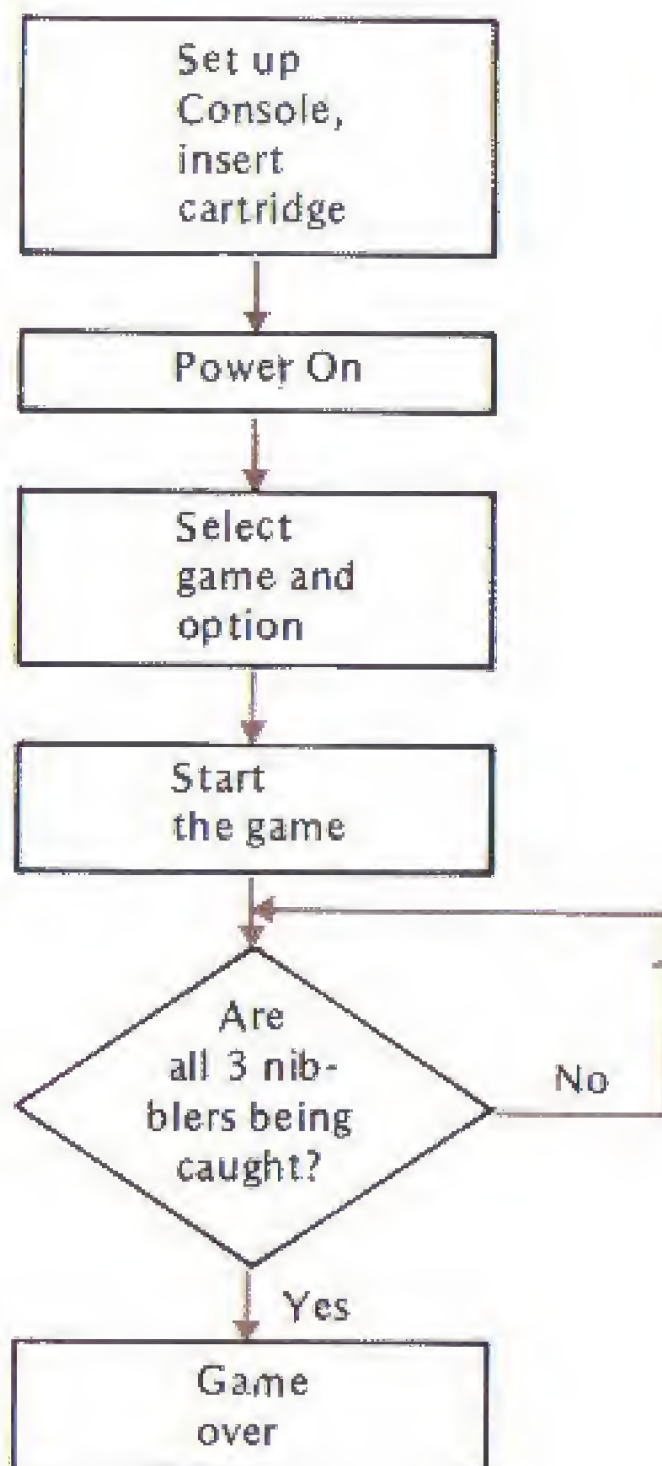 Set up
Console,
insert
cartridge
Power On
Select
game and
option
Start
the game
Are
all 3 nib-
blers being
caught?
No
Yes
Game
over